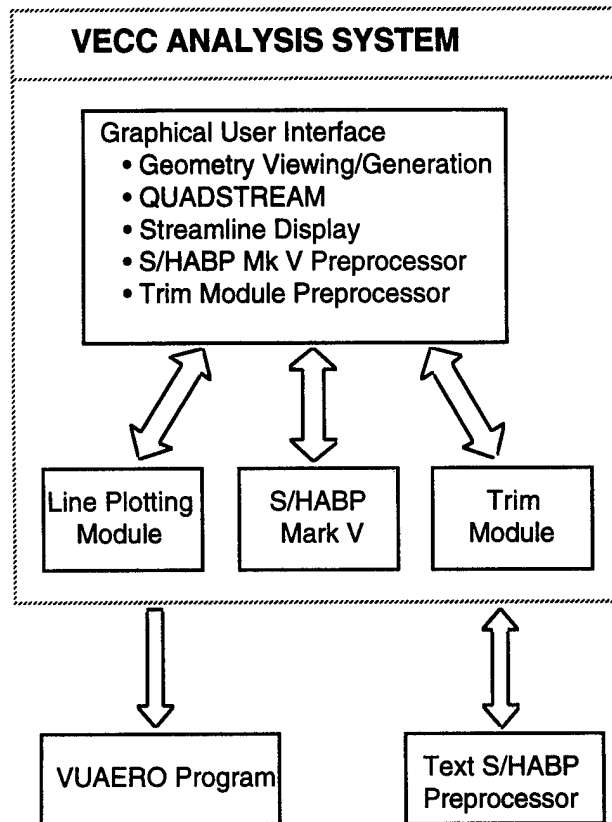 VECC ANALYSIS SYSTEM
Graphical User Interface
• Geometry Viewing/Generation
• QUADSTREAM
• Streamline Display
• S/HABP Mk V Preprocessor
• Trim Module Preprocessor
Line Plotting
Module
S/HABP
Mark V
Trim
Module
VUAERO Program
Text S/HABP
Preprocessor